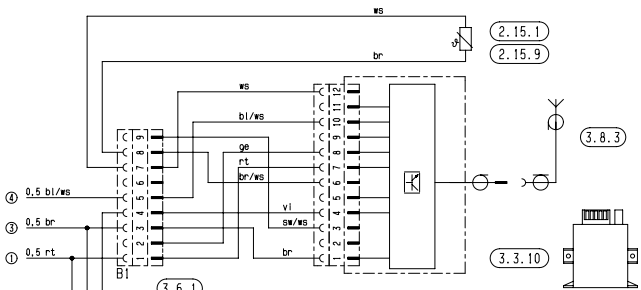 ws
2.15.1
br
2.15.9
ws
12
11
bl/ws
10
9
9
8
ge
8
7
rt
7
6
br/ws
6
④ 0,5 bl/ws
5
5
4
vi
4
③ 0,5 br
3
sw/ws
3
2
2
① 0,5 rt
1
br
1
B1
3.6.1
3.8.3
3.3.10